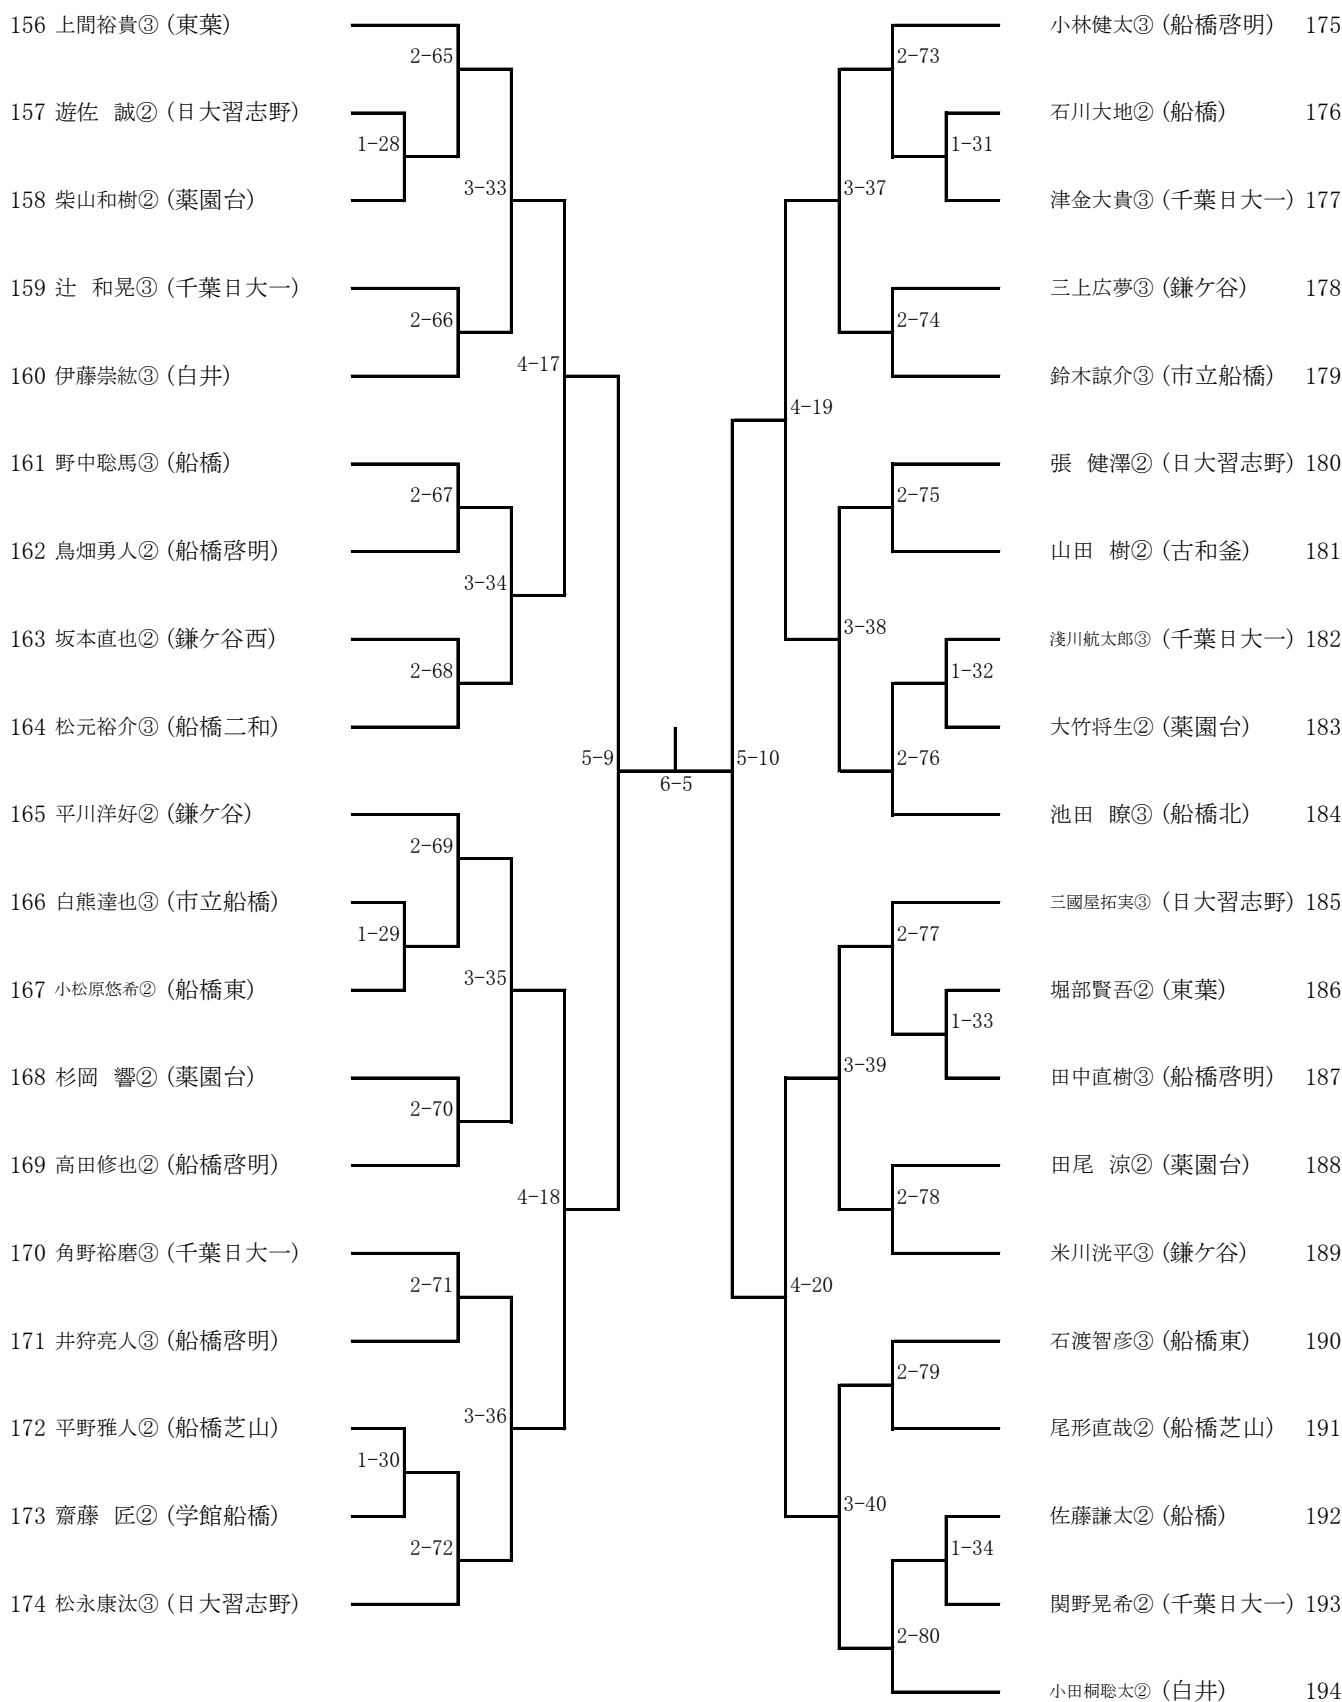 156 上間裕貴③ (東葉)
2-65
157 遊佐 誠② (日大習志野)
1-28
158 柴山和樹② (薬園台)
3-33
159 辻 和晃③ (千葉日大一)
2-66
160 伊藤崇紘③ (白井)
4-17
161 野中聡馬③ (船橋)
2-67
162 鳥畑勇人② (船橋啓明)
3-34
163 坂本直也② (鎌ケ谷西)
2-68
164 松元裕介③ (船橋二和)
5-9
165 平川洋好② (鎌ケ谷)
2-69
166 白熊達也③ (市立船橋)
1-29
167 小松原悠希② (船橋東)
3-35
168 杉岡 響② (薬園台)
2-70
169 高田修也② (船橋啓明)
4-18
170 角野裕磨③ (千葉日大一)
2-71
171 井狩亮人③ (船橋啓明)
3-36
172 平野雅人② (船橋芝山)
1-30
173 齋藤 匠② (学館船橋)
2-72
174 松永康汰③ (日大習志野)
6-5
小林健太③ (船橋啓明) 175
2-73
石川大地② (船橋) 176
1-31
津金大貴③ (千葉日大一) 177
3-37
三上広夢③ (鎌ケ谷) 178
2-74
鈴木諒介③ (市立船橋) 179
4-19
張 健澤② (日大習志野) 180
2-75
山田 樹② (古和釜) 181
3-38
淺川航太郎③ (千葉日大一) 182
1-32
大竹将生② (薬園台) 183
2-76
5-10
池田 瞭③ (船橋北) 184
三國屋拓実③ (日大習志野) 185
2-77
堀部賢吾② (東葉) 186
1-33
田中直樹③ (船橋啓明) 187
3-39
田尾 涼② (薬園台) 188
2-78
米川洸平③ (鎌ケ谷) 189
4-20
石渡智彦③ (船橋東) 190
2-79
尾形直哉② (船橋芝山) 191
3-40
佐藤謙太② (船橋) 192
1-34
関野晃希② (千葉日大一) 193
2-80
小田桐聡太② (白井) 194